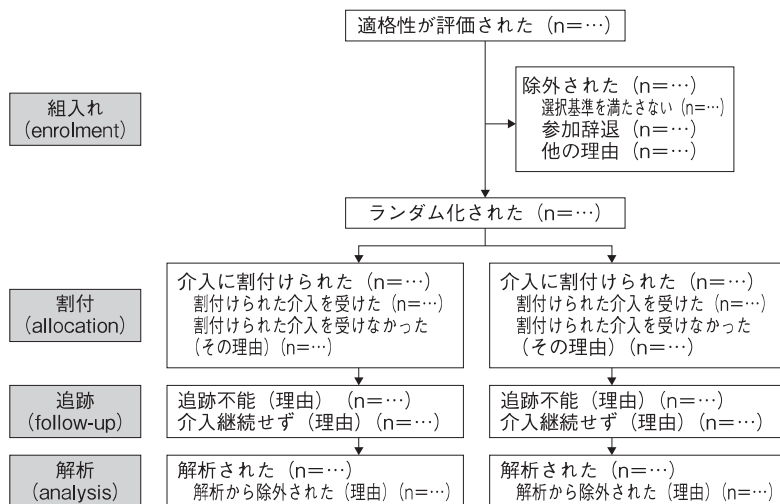 適格性が評価された（n＝…）
組入れ
(enrolment)
除外された（n＝…）
選択基準を満たさない（n＝…）
参加辞退（n＝…）
他の理由（n＝…）
ランダム化された（n＝…）
割付
(allocation)
介入に割付けられた（n＝…）
割付けられた介入を受けた（n＝…）
割付けられた介入を受けなかった
（その理由）（n＝…）
介入に割付けられた（n＝…）
割付けられた介入を受けた（n＝…）
割付けられた介入を受けなかった
（その理由）（n＝…）
追跡
(follow-up)
追跡不能（理由）（n＝…）
介入継続せず（理由）（n＝…）
追跡不能（理由）（n＝…）
介入継続せず（理由）（n＝…）
解析
(analysis)
解析された（n＝…）
解析から除外された（理由）（n＝…）
解析された（n＝…）
解析から除外された（理由）（n＝…）